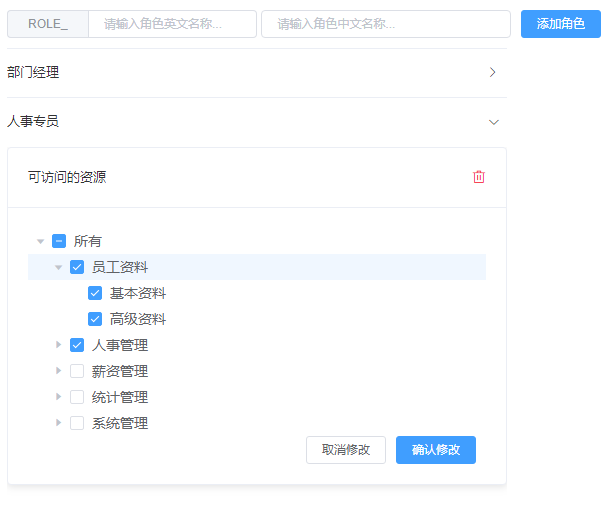 ROLE_ 请输入角色英文名称... 请输入角色中文名称... 添加角色
部门经理
人事专员
可访问的资源
所有
员工资料
基本资料
高级资料
人事管理
薪资管理
统计管理
系统管理
取消修改 确认修改